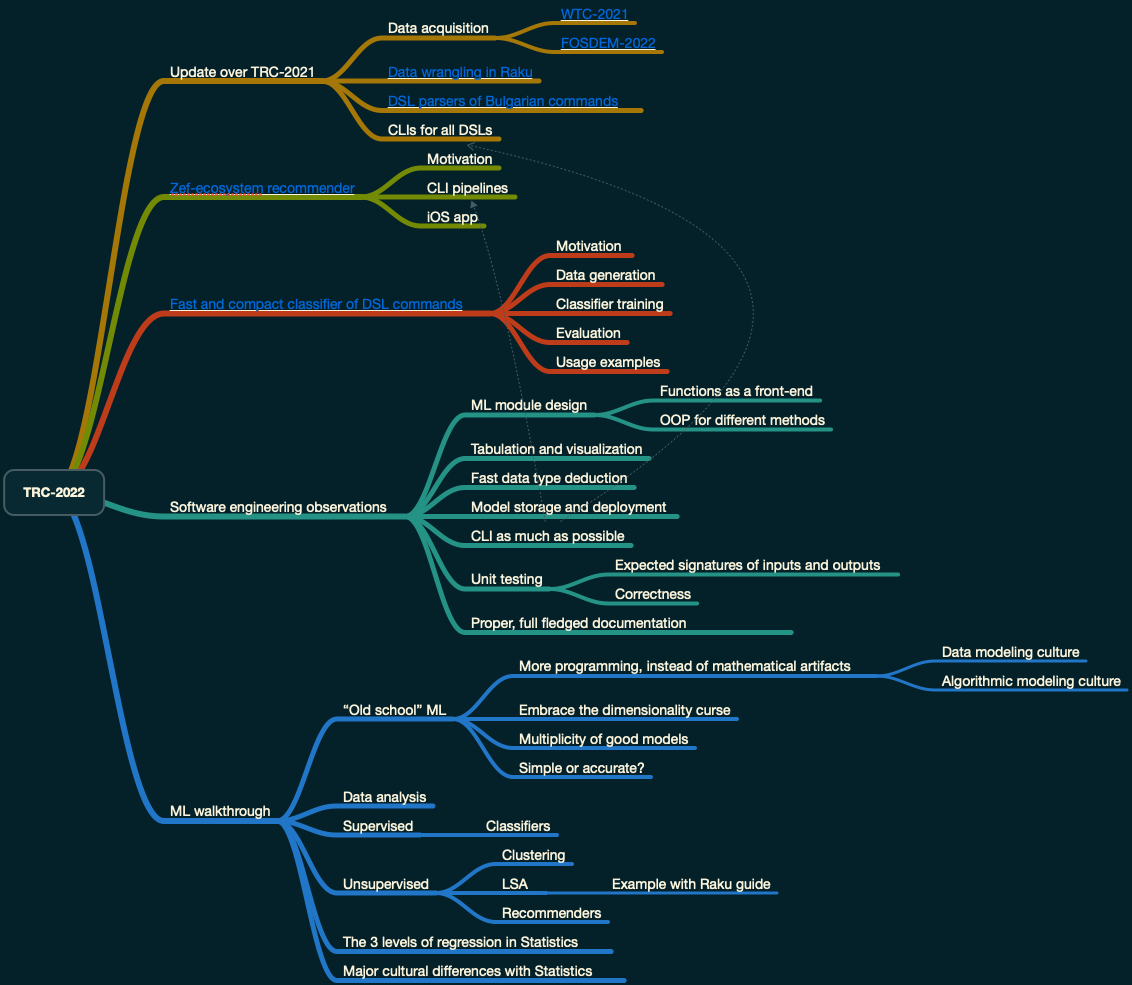 TRC-2022
Update over TRC-2021
Data acquisition
WTC-2021
FOSDEM-2022
Data wrangling in Raku
DSL parsers of Bulgarian commands
CLIs for all DSLs
Zef-ecosystem recommender
Motivation
CLI pipelines
iOS app
Fast and compact classifier of DSL commands
Motivation
Data generation
Classifier training
Evaluation
Usage examples
Software engineering observations
ML module design
Functions as a front-end
OOP for different methods
Tabulation and visualization
Fast data type deduction
Model storage and deployment
CLI as much as possible
Unit testing
Expected signatures of inputs and outputs
Correctness
Proper, full fledged documentation
ML walkthrough
“Old school” ML
More programming, instead of mathematical artifacts
Data modeling culture
Algorithmic modeling culture
Embrace the dimensionality curse
Multiplicity of good models
Simple or accurate?
Data analysis
Supervised
Classifiers
Unsupervised
Clustering
LSA
Example with Raku guide
Recommenders
The 3 levels of regression in Statistics
Major cultural differences with Statistics